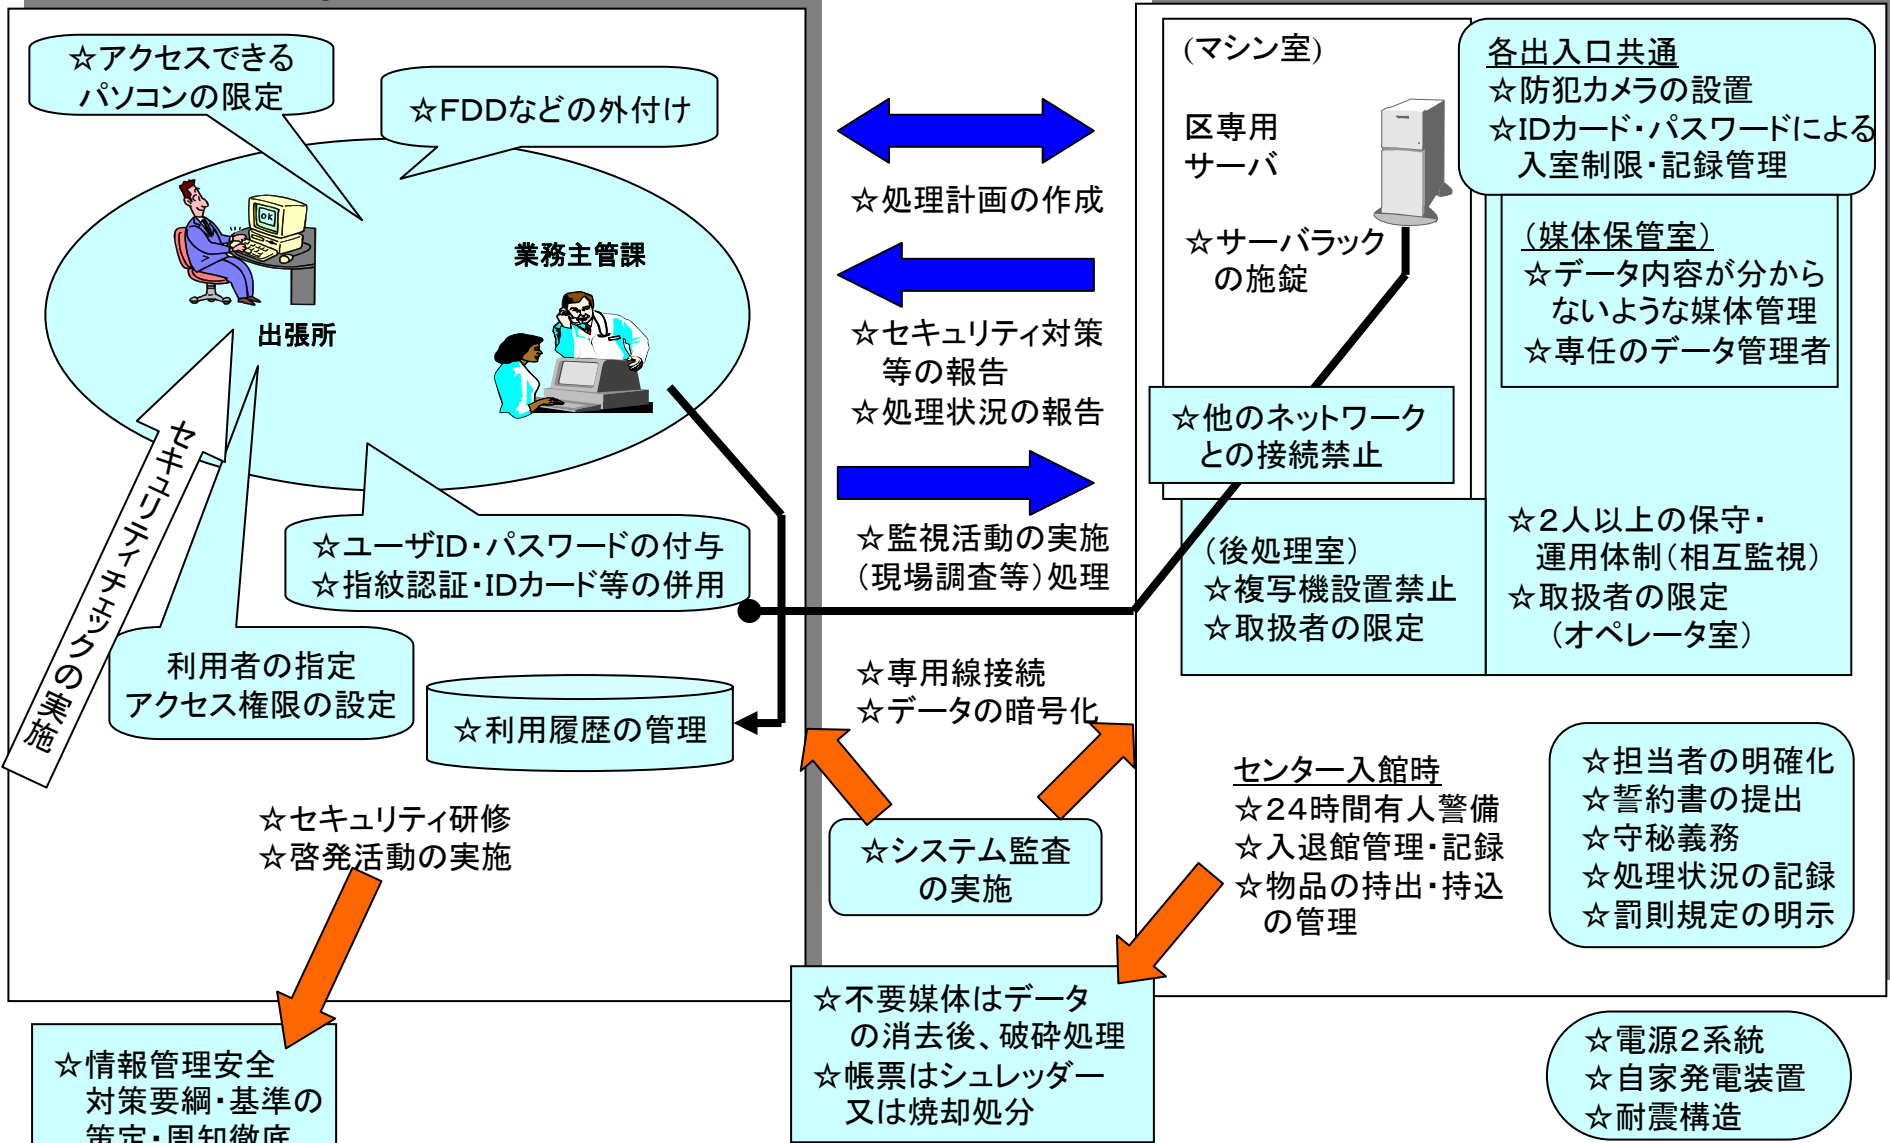 ☆アクセスできる
パソコンの限定
☆FDDなどの外付け
出張所
業務主管課
セキュリティチェックの実施
☆ユーザID・パスワードの付与
☆指紋認証・IDカード等の併用
利用者の指定
アクセス権限の設定
☆利用履歴の管理
☆セキュリティ研修
☆啓発活動の実施
☆情報管理安全
対策要綱・基準の
策定・周知徹底
☆処理計画の作成
☆セキュリティ対策
等の報告
☆処理状況の報告
☆監視活動の実施
(現場調査等)処理
☆専用線接続
☆データの暗号化
☆システム監査
の実施
☆不要媒体はデータ
の消去後、破砕処理
☆帳票はシュレッダー
又は焼却処分
(マシン室)
区専用
サーバ
☆サーバラック
の施錠
各出入口共通
☆防犯カメラの設置
☆IDカード・パスワードによる
入室制限・記録管理
(媒体保管室)
☆データ内容が分から
ないような媒体管理
☆専任のデータ管理者
☆他のネットワーク
との接続禁止
(後処理室)
☆複写機設置禁止
☆取扱者の限定
☆2人以上の保守・
運用体制(相互監視)
☆取扱者の限定
(オペレータ室)
センター入館時
☆24時間有人警備
☆入退館管理・記録
☆物品の持出・持込
の管理
☆担当者の明確化
☆誓約書の提出
☆守秘義務
☆処理状況の記録
☆罰則規定の明示
☆電源2系統
☆自家発電装置
☆耐震構造